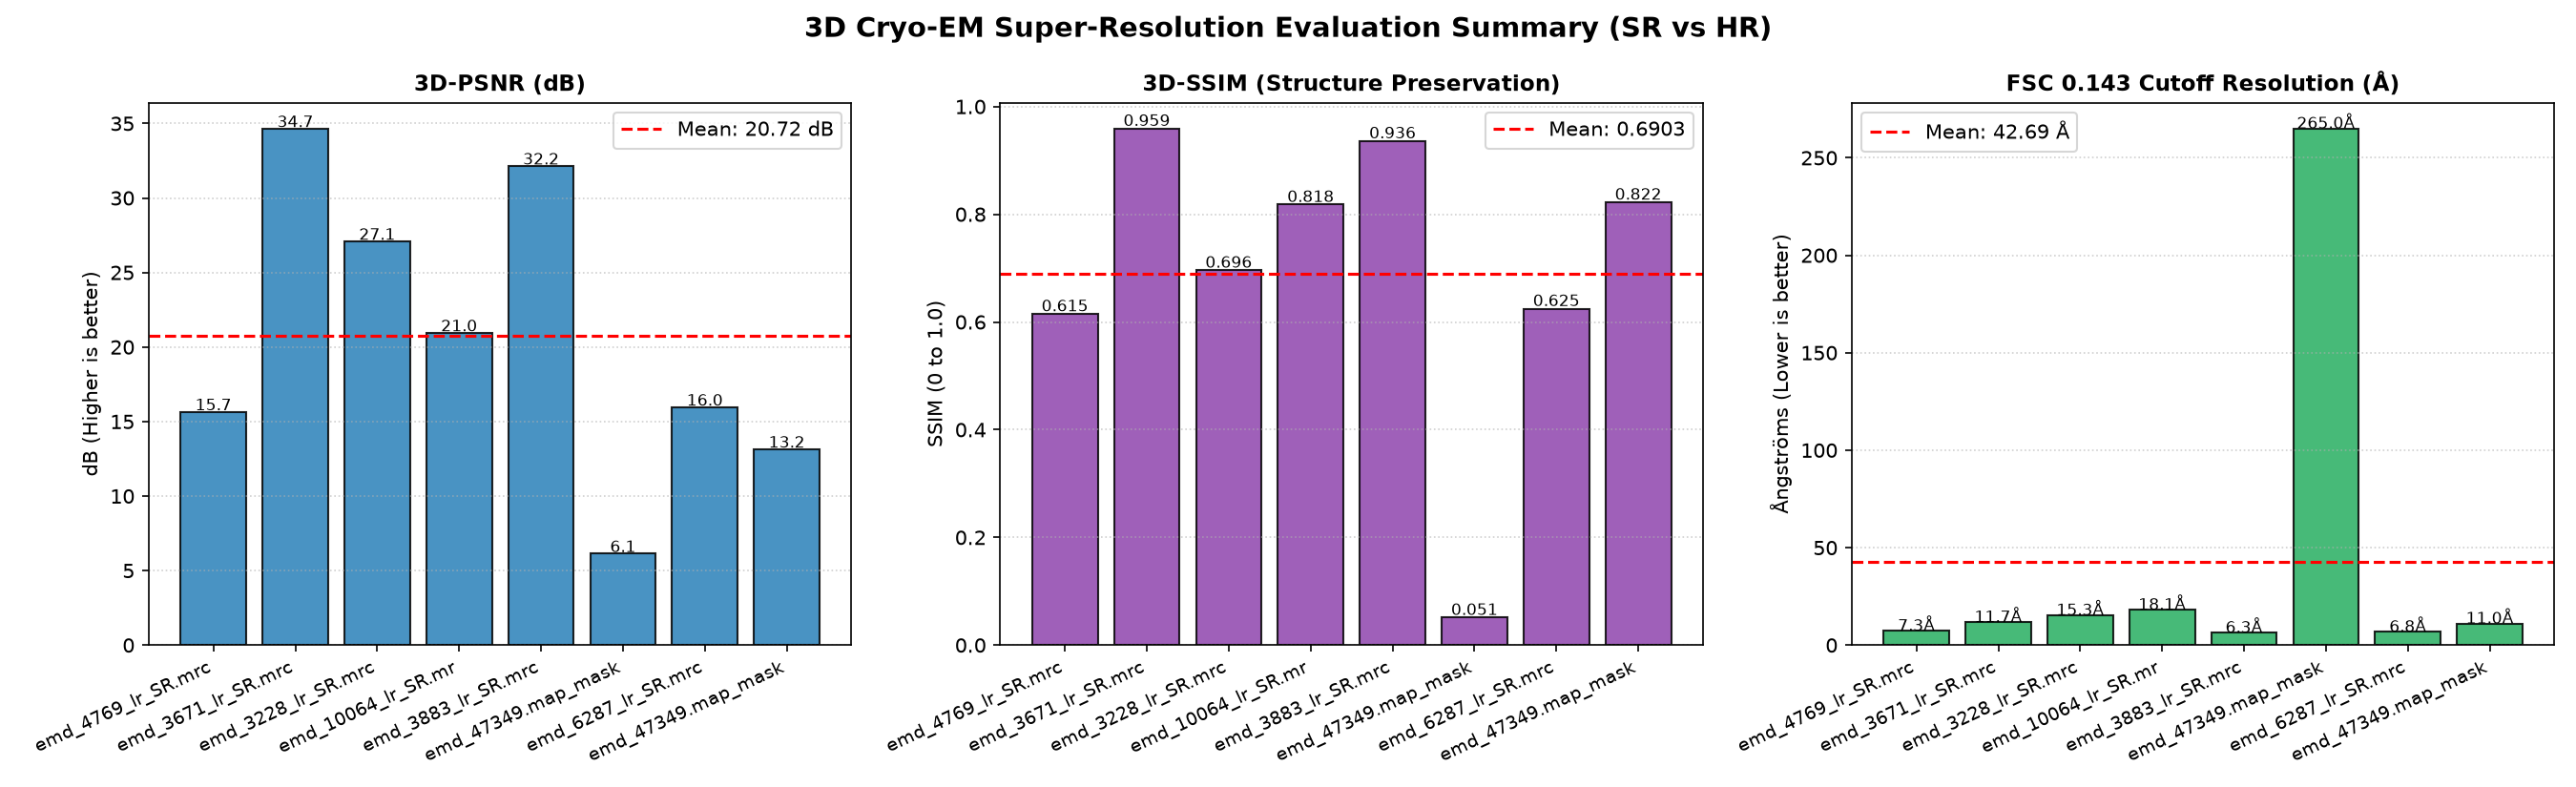 3D Cryo-EM Super-Resolution Evaluation Summary (SR vs HR)
3D-PSNR (dB)
Mean: 20.72 dB
dB (Higher is better)
35
30
25
20
15
10
5
0
15.7
34.7
27.1
21.0
32.2
6.1
16.0
13.2
emd_4769_lr_SR.mrc
emd_3671_lr_SR.mrc
emd_3228_lr_SR.mrc
emd_10064_lr_SR.mr
emd_3883_lr_SR.mrc
emd_47349.map_mask
emd_6287_lr_SR.mrc
emd_47349.map_mask
3D-SSIM (Structure Preservation)
Mean: 0.6903
SSIM (0 to 1.0)
1.0
0.8
0.6
0.4
0.2
0.0
0.615
0.959
0.696
0.818
0.936
0.051
0.625
0.822
emd_4769_lr_SR.mrc
emd_3671_lr_SR.mrc
emd_3228_lr_SR.mrc
emd_10064_lr_SR.mr
emd_3883_lr_SR.mrc
emd_47349.map_mask
emd_6287_lr_SR.mrc
emd_47349.map_mask
FSC 0.143 Cutoff Resolution (Å)
Mean: 42.69 Å
Ångströms (Lower is better)
250
200
150
100
50
0
7.3Å
11.7Å
15.3Å
18.1Å
6.3Å
265.0Å
6.8Å
11.0Å
emd_4769_lr_SR.mrc
emd_3671_lr_SR.mrc
emd_3228_lr_SR.mrc
emd_10064_lr_SR.mr
emd_3883_lr_SR.mrc
emd_47349.map_mask
emd_6287_lr_SR.mrc
emd_47349.map_mask